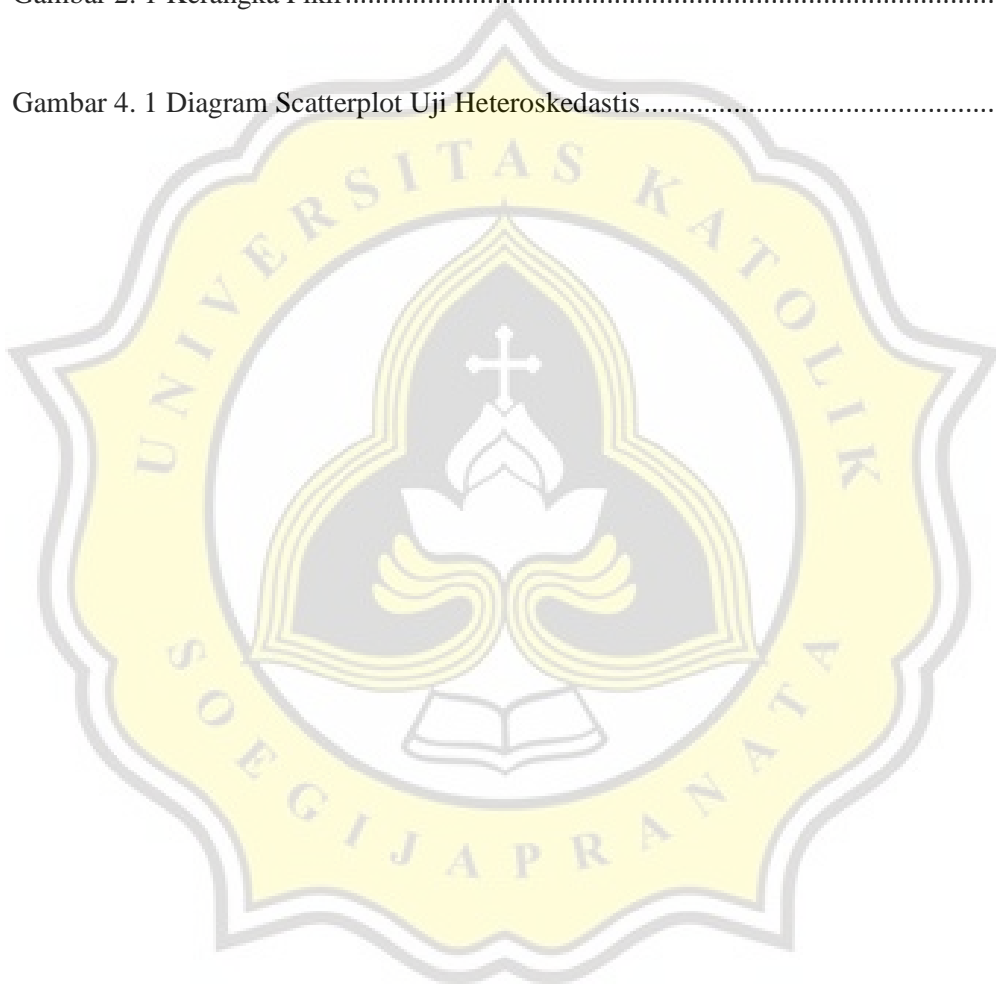 Gambar 2. 1 Kerangka Pikir........................................................................................
Gambar 4. 1 Diagram Scatterplot Uji Heteroskedastis.............................................
UNIVERSITAS KATOLIK
SOEGIJAPRANATA